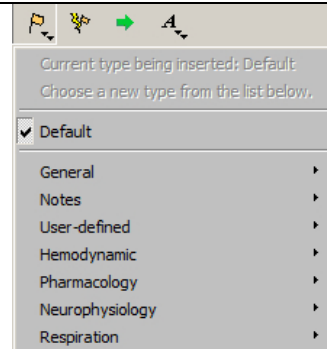 A
Current type being inserted: Default
Choose a new type from the list below.
Default
General
Notes
User-defined
Hemodynamic
Pharmacology
Neurophysiology
Respiration